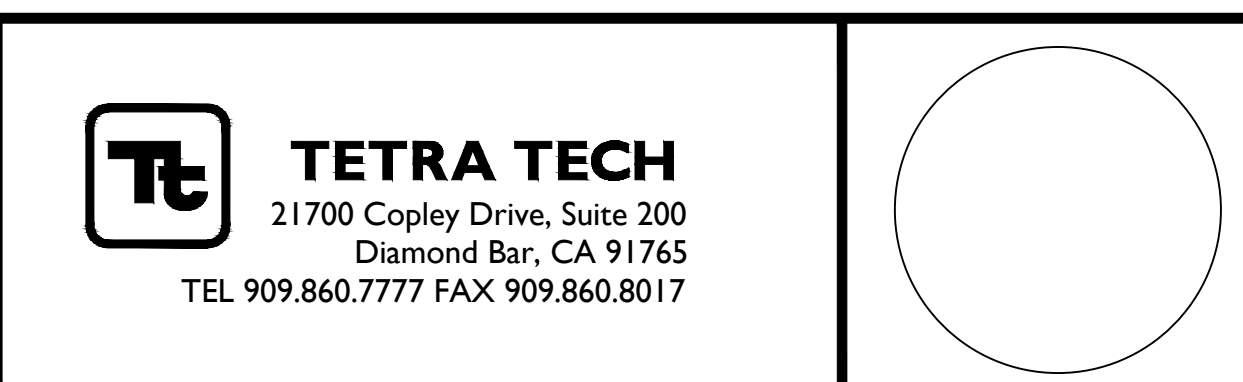 Tt
TETRA TECH
21700 Copley Drive, Suite 200
Diamond Bar, CA 91765
TEL 909.860.7777 FAX 909.860.8017